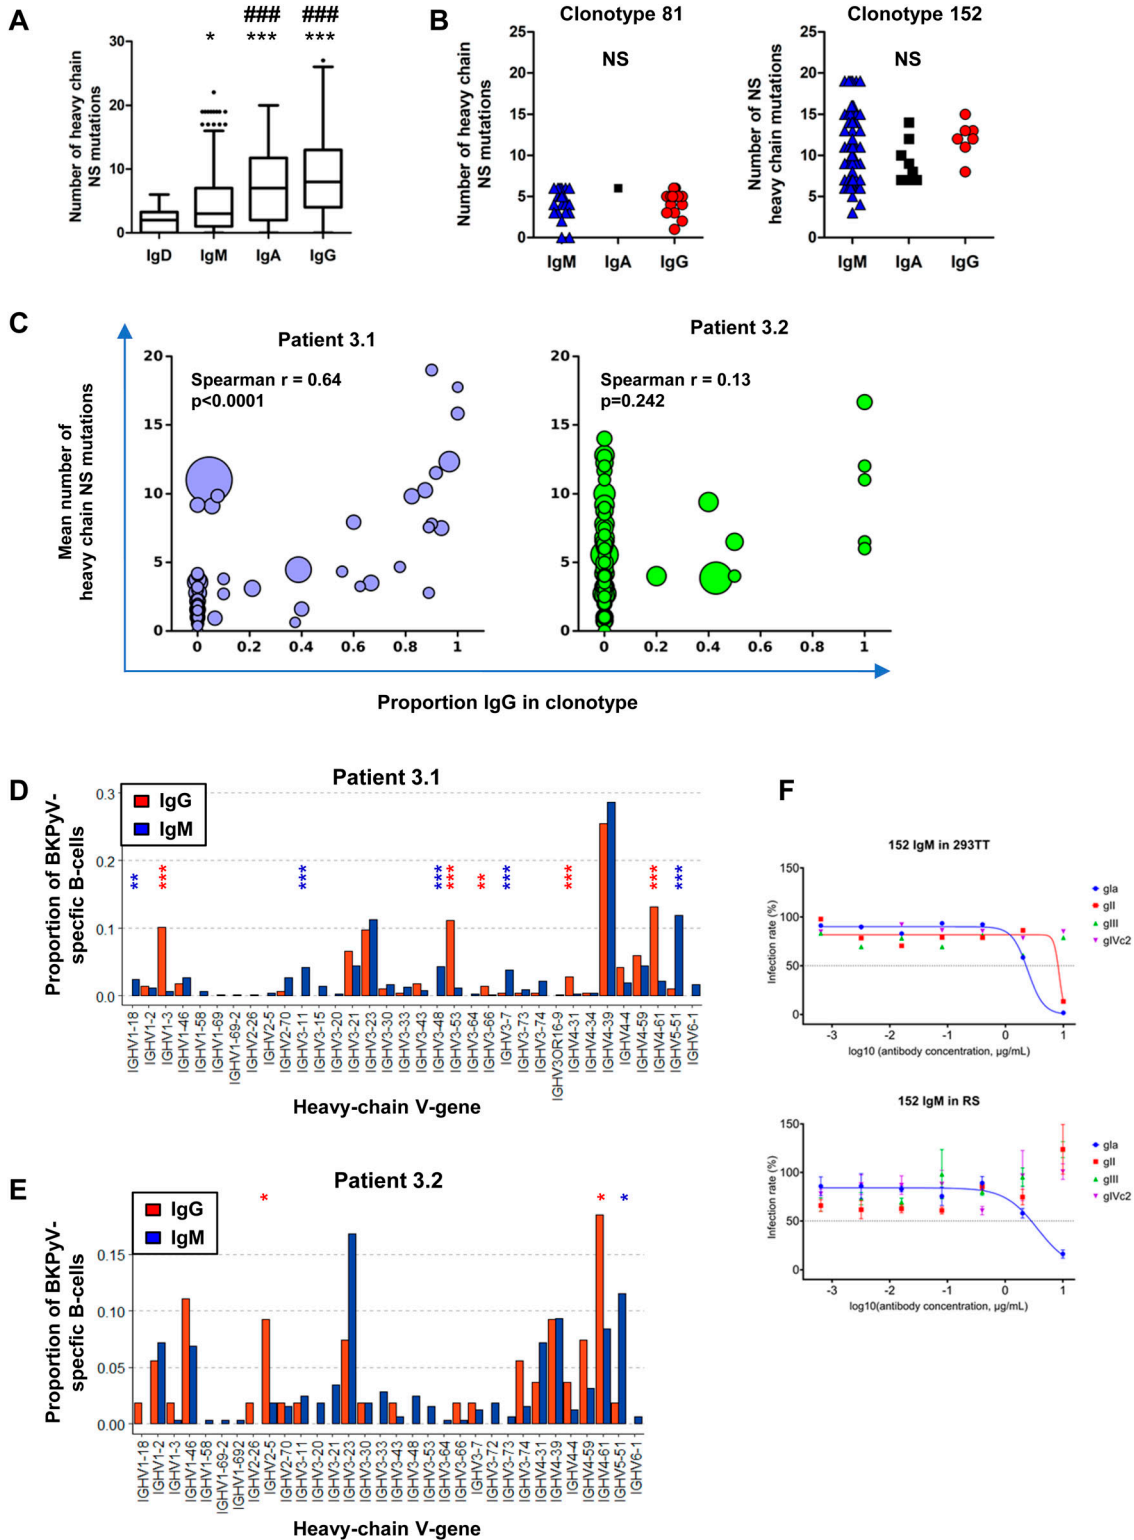 A
###
###
*
***
***
Number of heavy chain
NS mutations
30
20
10
0
IgD
IgM
IgA
IgG
B
Clonotype 81
NS
Number of heavy chain
NS mutations
25
20
15
10
5
0
IgM
IgA
IgG
Clonotype 152
NS
Number of NS
heavy chain mutations
25
20
15
10
5
0
IgM
IgA
IgG
C
Mean number of
heavy chain NS mutations
Patient 3.1
Spearman r = 0.64
p<0.0001
20
15
10
5
0
0 0.2 0.4 0.6 0.8 1
Patient 3.2
Spearman r = 0.13
p=0.242
20
15
10
5
0
0 0.2 0.4 0.6 0.8 1
Proportion IgG in clonotype
D
Patient 3.1
IgG
IgM
Proportion of BKPyV-
specfic B-cells
0.3
0.2
0.1
0.0
**
***
***
***
***
**
***
***
***
***
IGHV1-18
IGHV1-2
IGHV1-3
IGHV1-46
IGHV1-58
IGHV1-69
IGHV1-69-2
IGHV2-26
IGHV2-5
IGHV2-70
IGHV3-11
IGHV3-15
IGHV3-20
IGHV3-21
IGHV3-23
IGHV3-30
IGHV3-33
IGHV3-43
IGHV3-48
IGHV3-53
IGHV3-64
IGHV3-66
IGHV3-7
IGHV3-73
IGHV3-74
IGHV3OR16-9
IGHV4-31
IGHV4-34
IGHV4-39
IGHV4-4
IGHV4-59
IGHV4-61
IGHV5-51
IGHV6-1
Heavy-chain V-gene
E
Patient 3.2
IgG
IgM
Proportion of BKPyV-
specfic B-cells
0.15
0.10
0.05
0.00
*
*
*
IGHV1-18
IGHV1-2
IGHV1-3
IGHV1-46
IGHV1-58
IGHV1-69-2
IGHV1-692
IGHV2-26
IGHV2-5
IGHV2-70
IGHV3-11
IGHV3-20
IGHV3-21
IGHV3-23
IGHV3-30
IGHV3-33
IGHV3-43
IGHV3-48
IGHV3-53
IGHV3-64
IGHV3-66
IGHV3-7
IGHV3-72
IGHV3-73
IGHV3-74
IGHV4-31
IGHV4-39
IGHV4-4
IGHV4-59
IGHV4-61
IGHV5-51
IGHV6-1
Heavy-chain V-gene
F
152 IgM in 293TT
Infection rate (%)
150
100
50
0
-3 -2 -1 0 1
log10 (antibody concentration, µg/mL)
gIa
gII
gIII
gIVc2
152 IgM in RS
Infection rate (%)
150
100
50
0
-3 -2 -1 0 1
log10(antibody concentration, µg/mL)
gIa
gII
gIII
gIVc2